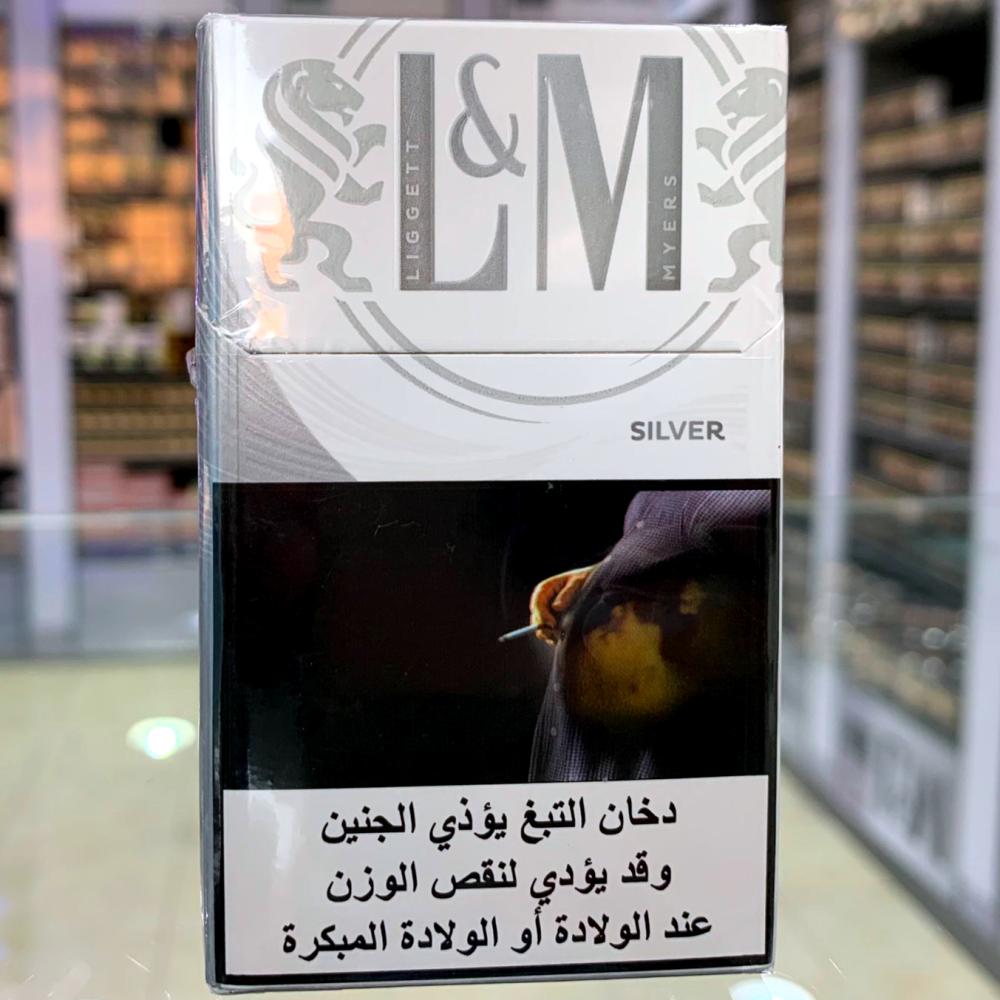 L&M
LIGGETT
MYERS
SILVER
دخان التبغ يؤذي الجنين
وقد يؤدي لنقص الوزن
عند الولادة أو الولادة المبكرة